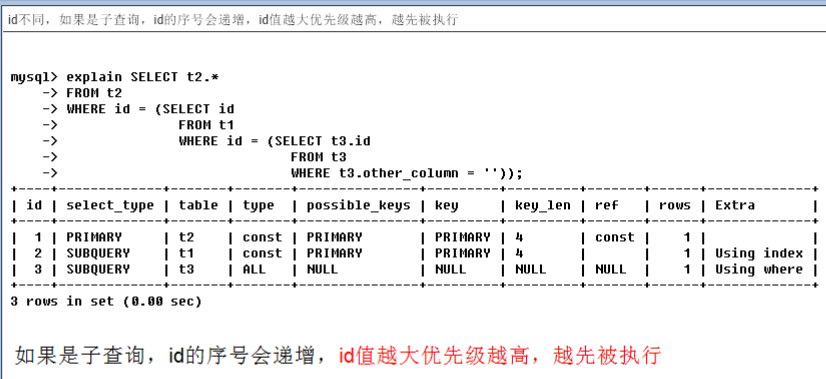 id不同，如果是子查询，id的序号会递增，id值越大优先级越高，越先被执行
mysql> explain SELECT t2.*
    -> FROM t2
    -> WHERE id = (SELECT id
    ->             FROM t1
    ->             WHERE id = (SELECT t3.id
    ->                         FROM t3
    ->                         WHERE t3.other_column = ''));
+----+-------------+-------+-------+---------------+---------+---------+-------+------+-------------+
| id | select_type | table | type  | possible_keys | key     | key_len | ref   | rows | Extra       |
+----+-------------+-------+-------+---------------+---------+---------+-------+------+-------------+
|  1 | PRIMARY     | t2    | const | PRIMARY       | PRIMARY | 4       | const |    1 |             |
|  2 | SUBQUERY    | t1    | const | PRIMARY       | PRIMARY | 4       |       |    1 | Using index |
|  3 | SUBQUERY    | t3    | ALL   | NULL          | NULL    | NULL    | NULL  |    1 | Using where |
+----+-------------+-------+-------+---------------+---------+---------+-------+------+-------------+
3 rows in set (0.00 sec)
如果是子查询，id的序号会递增，id值越大优先级越高，越先被执行